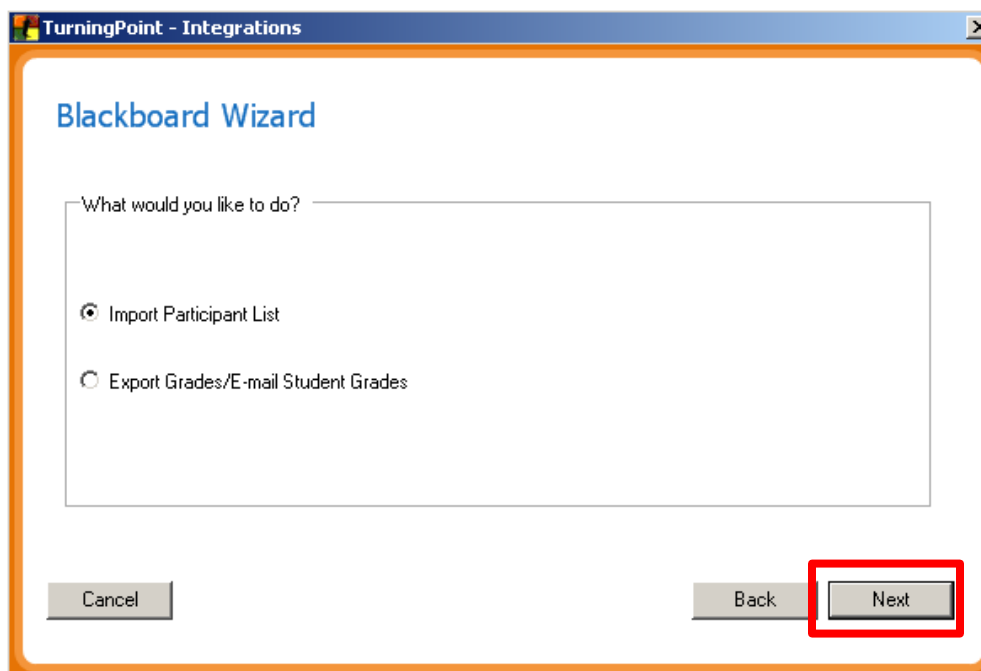 TurningPoint - Integrations
Blackboard Wizard
What would you like to do?
Import Participant List
Export Grades/E-mail Student Grades
Cancel Back Next